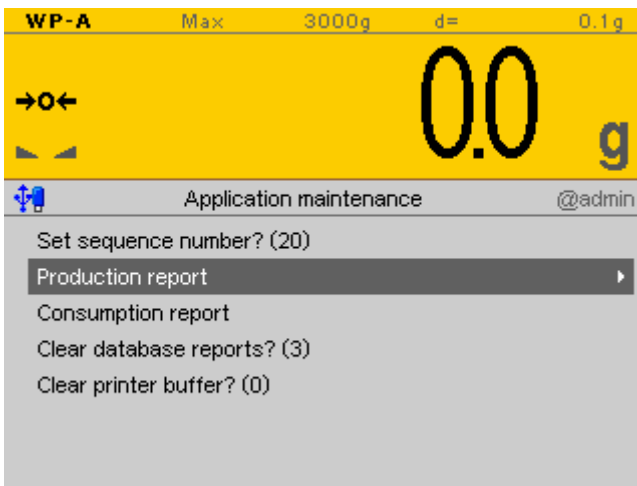 WP-A Max 3000g d= 0.1g
→0←
0.0 g
Application maintenance @admin
Set sequence number? (20)
Production report
Consumption report
Clear database reports? (3)
Clear printer buffer? (0)